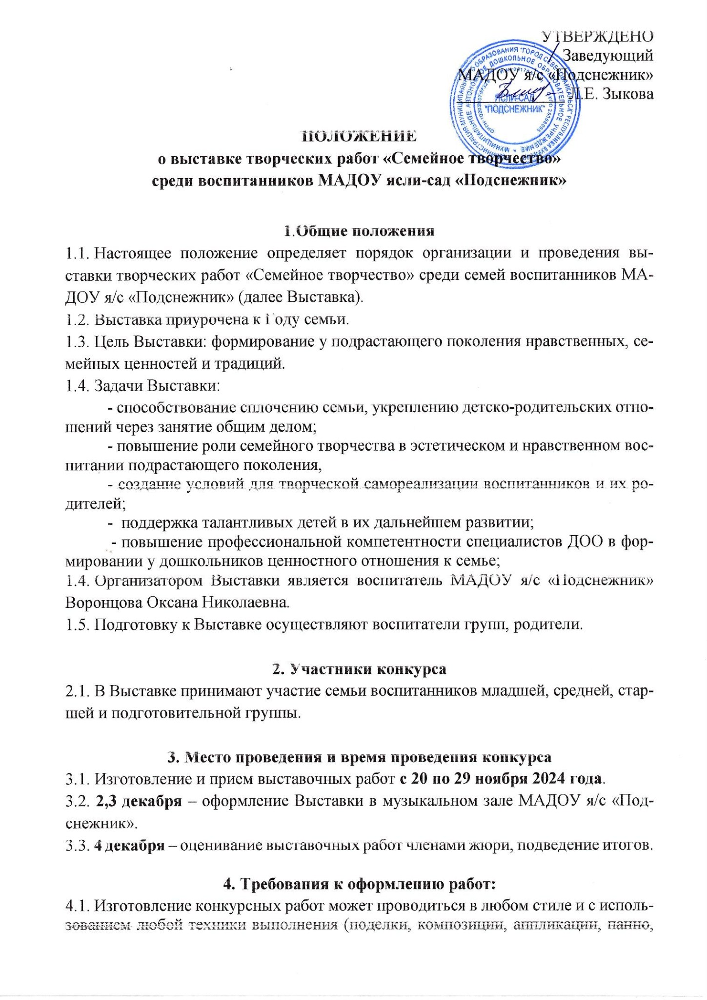 УТВЕРЖДЕНО
Заведующий
МАДОУ я/с «Подснежник»
Л.Е. Зыкова
ЯСЛИ-САД
"ПОДСНЕЖНИК"
ПОЛОЖЕНИЕ
о выставке творческих работ «Семейное творчество»
среди воспитанников МАДОУ ясли-сад «Подснежник»
1.Общие положения
1.1. Настоящее положение определяет порядок организации и проведения вы-
ставки творческих работ «Семейное творчество» среди семей воспитанников МА-
ДОУ я/с «Подснежник» (далее Выставка).
1.2. Выставка приурочена к Году семьи.
1.3. Цель Выставки: формирование у подрастающего поколения нравственных, се-
мейных ценностей и традиций.
1.4. Задачи Выставки:
- способствование сплочению семьи, укреплению детско-родительских отно-
шений через занятие общим делом;
- повышение роли семейного творчества в эстетическом и нравственном вос-
питании подрастающего поколения,
- создание условий для творческой самореализации воспитанников и их ро-
дителей;
- поддержка талантливых детей в их дальнейшем развитии;
- повышение профессиональной компетентности специалистов ДОО в фор-
мировании у дошкольников ценностного отношения к семье;
1.4. Организатором Выставки является воспитатель МАДОУ я/с «Подснежник»
Воронцова Оксана Николаевна.
1.5. Подготовку к Выставке осуществляют воспитатели групп, родители.
2. Участники конкурса
2.1. В Выставке принимают участие семьи воспитанников младшей, средней, стар-
шей и подготовительной группы.
3. Место проведения и время проведения конкурса
3.1. Изготовление и прием выставочных работ с 20 по 29 ноября 2024 года.
3.2. 2,3 декабря – оформление Выставки в музыкальном зале МАДОУ я/с «Под-
снежник».
3.3. 4 декабря – оценивание выставочных работ членами жюри, подведение итогов.
4. Требования к оформлению работ:
4.1. Изготовление конкурсных работ может проводиться в любом стиле и с исполь-
зованием любой техники выполнения (поделки, композиции, аппликации, панно,